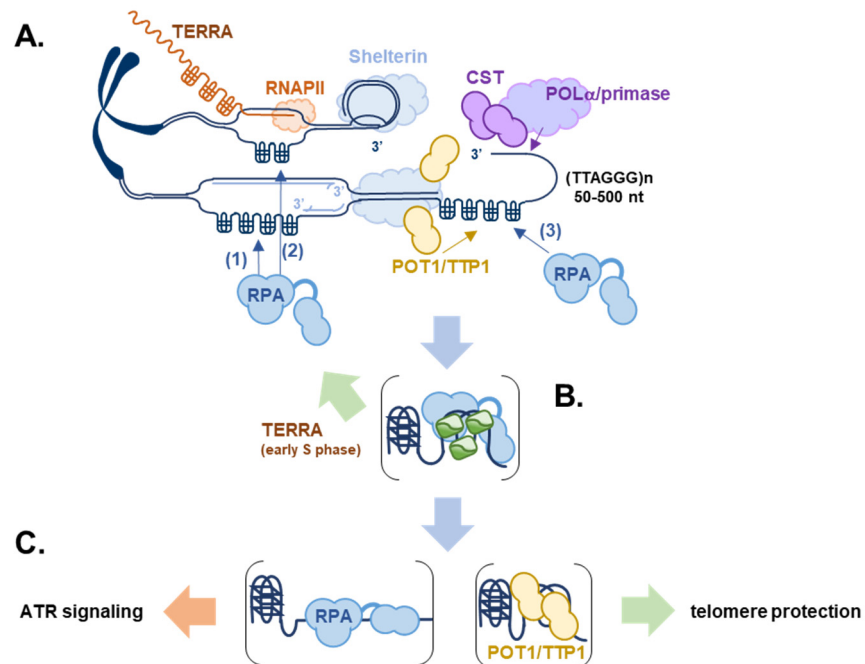 A.
TERRA
RNAPII
Shelterin
CST
POLα/primase
3'
3'
(TTAGGG)n
50-500 nt
3'
3'
(1)
(2)
POT1/TTP1
(3)
RPA
RPA
B.
TERRA
(early S phase)
C.
ATR signaling
RPA
POT1/TTP1
telomere protection